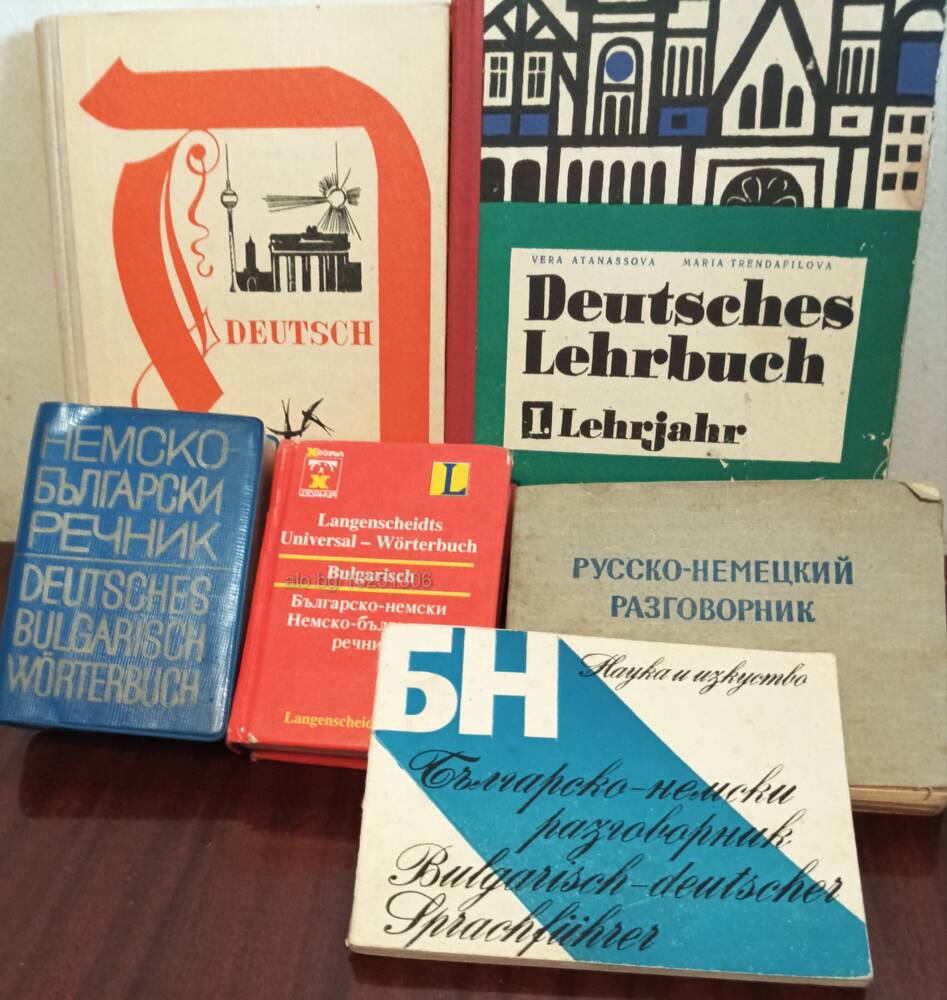 DEUTSCH
VERA ATANASSOVA MARIA TRENDAFILOVA
Deutsches
Lehrbuch
I Lehrjahr
НЕМСКО-
БЪЛГАРСКИ
РЕЧНИК
DEUTSCHES
BULGARISCH
WÖRTERBUCH
L
Langenscheidts
Universal – Wörterbuch
Bulgarisch
Българско-немски
РУССКО-НЕМЕЦКИЙ
РАЗГОВОРНИК
БН
Наука и изкуство
Българско-немски
разговорник
Bulgarisch-deutscher
Sprachführer